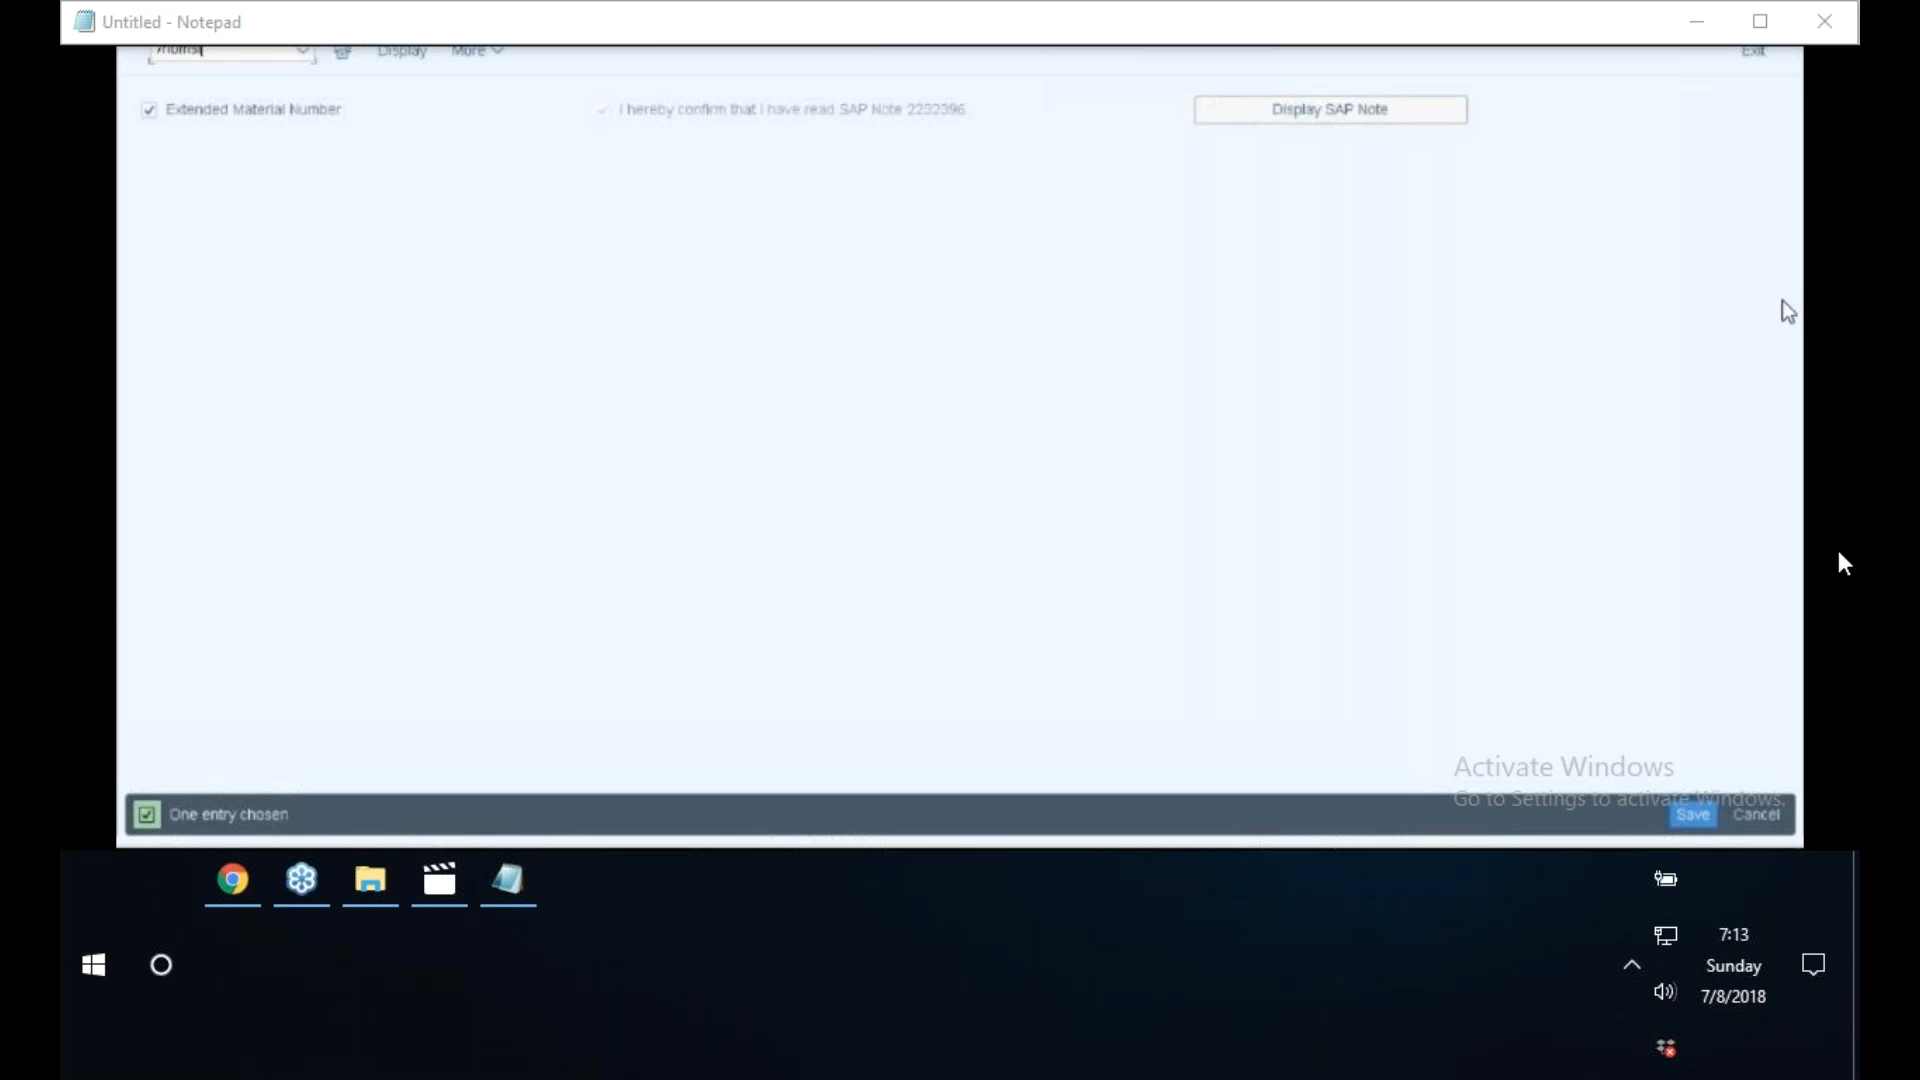 Untitled - Notepad
Display More Exit
Extended Material Number I hereby confirm that I have read SAP Note 2232396 Display SAP Note
Activate Windows
Go to Settings to activate Windows.
One entry chosen Save Cancel
7:13
Sunday
7/8/2018